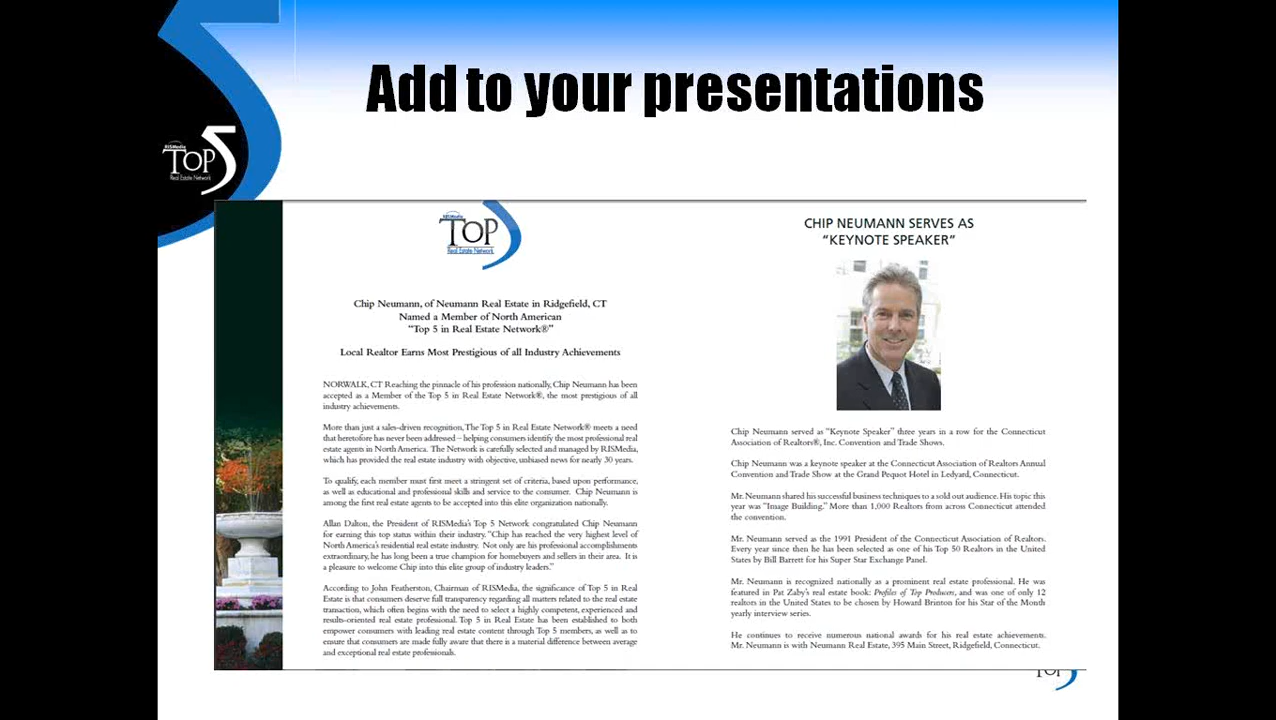 Add to your presentations
RISMedia
TOP 5
Real Estate Network
RISMedia
TOP
Real Estate Network
Chip Neumann, of Neumann Real Estate in Ridgefield, CT
Named a Member of North American
“Top 5 in Real Estate Network®”
Local Realtor Earns Most Prestigious of all Industry Achievements
NORWALK, CT Reaching the pinnacle of his profession nationally, Chip Neumann has been
accepted as a Member of the Top 5 in Real Estate Network®, the most prestigious of all
industry achievements.
More than just a sales-driven recognition, The Top 5 in Real Estate Network® meets a need
that heretofore has never been addressed – helping consumers identify the most professional real
estate agents in North America. The Network is carefully selected and managed by RISMedia,
which has provided the real estate industry with objective, unbiased news for nearly 30 years.
To qualify, each member must first meet a stringent set of criteria, based upon performance,
as well as educational and professional skills and service to the consumer. Chip Neumann is
among the first real estate agents to be accepted into this elite organization nationally.
Allan Dalton, the President of RISMedia's Top 5 Network congratulated Chip Neumann
for earning this top status within their industry. “Chip has reached the very highest level of
North America's residential real estate industry. Not only are his professional accomplishments
extraordinary, he has long been a true champion for homebuyers and sellers in their area. It is
a pleasure to welcome Chip into this elite group of industry leaders.”
According to John Featherston, Chairman of RISMedia, the significance of Top 5 in Real
Estate is that consumers deserve full transparency regarding all matters related to the real estate
transaction, which often begins with the need to select a highly competent, experienced and
results-oriented real estate professional. Top 5 in Real Estate has been established to both
empower consumers with leading real estate content through Top 5 members, as well as to
ensure that consumers are made fully aware that there is a material difference between average
and exceptional real estate professionals.
CHIP NEUMANN SERVES AS
“KEYNOTE SPEAKER”
Chip Neumann served as “Keynote Speaker” three years in a row for the Connecticut
Association of Realtors®, Inc. Convention and Trade Shows.
Chip Neumann was a keynote speaker at the Connecticut Association of Realtors Annual
Convention and Trade Show at the Grand Pequot Hotel in Ledyard, Connecticut.
Mr. Neumann shared his successful business techniques to a sold out audience. His topic this
year was “Image Building.” More than 1,000 Realtors from across Connecticut attended
the convention.
Mr. Neumann served as the 1991 President of the Connecticut Association of Realtors.
Every year since then he has been selected as one of his Top 50 Realtors in the United
States by Bill Barrett for his Super Star Exchange Panel.
Mr. Neumann is recognized nationally as a prominent real estate professional. He was
featured in Pat Zaby's real estate book: Profiles of Top Producers, and was one of only 12
realtors in the United States to be chosen by Howard Brinton for his Star of the Month
yearly interview series.
He continues to receive numerous national awards for his real estate achievements.
Mr. Neumann is with Neumann Real Estate, 395 Main Street, Ridgefield, Connecticut.
TOP